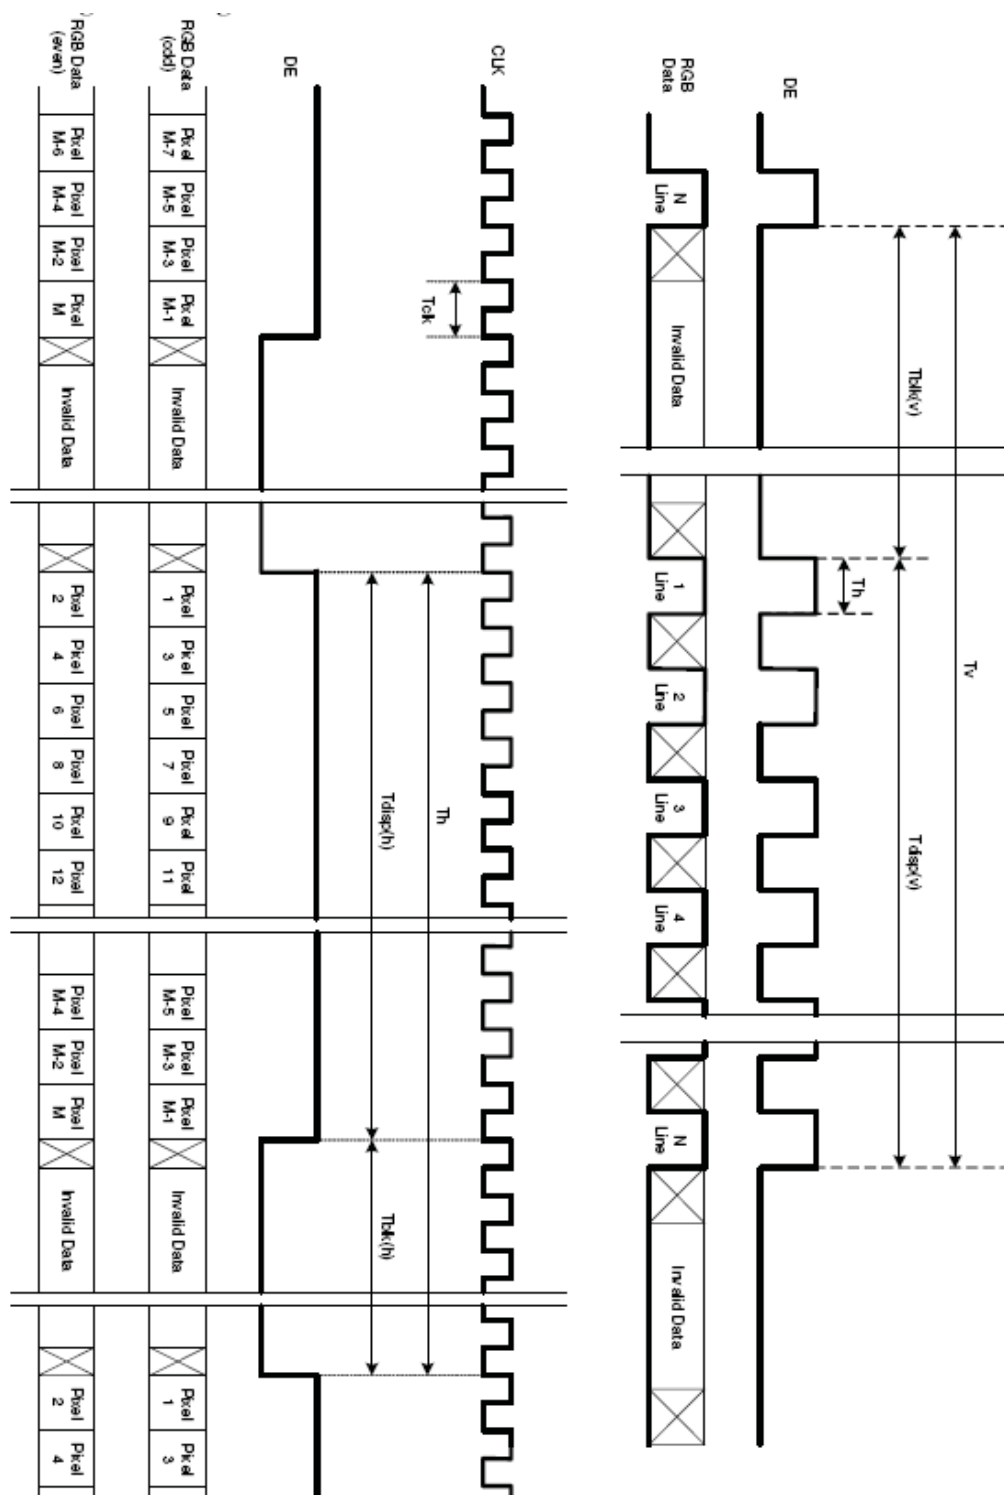 Tv
Tblk(v) Tdisp(v)
Th
DE
RGB
Data
N
Line
Invalid Data
1
Line
2
Line
3
Line
4
Line
N
Line
Invalid Data
CLK
Tclk
Th
Tdisp(h) Tblk(h)
DE
RGB Data
(odd)
Pixel
M-7
Pixel
M-5
Pixel
M-3
Pixel
M-1
Invalid Data
Pixel
1
Pixel
3
Pixel
5
Pixel
7
Pixel
9
Pixel
11
Pixel
M-5
Pixel
M-3
Pixel
M-1
Invalid Data
Pixel
1
Pixel
3
RGB Data
(even)
Pixel
M-6
Pixel
M-4
Pixel
M-2
Pixel
M
Invalid Data
Pixel
2
Pixel
4
Pixel
6
Pixel
8
Pixel
10
Pixel
12
Pixel
M-4
Pixel
M-2
Pixel
M
Invalid Data
Pixel
2
Pixel
4